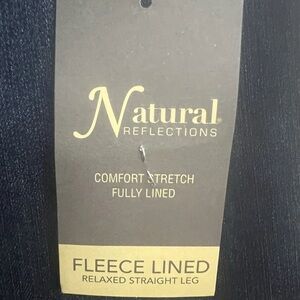 Natural
REFLECTIONS
COMFORT STRETCH
FULLY LINED
FLEECE LINED
RELAXED STRAIGHT LEG